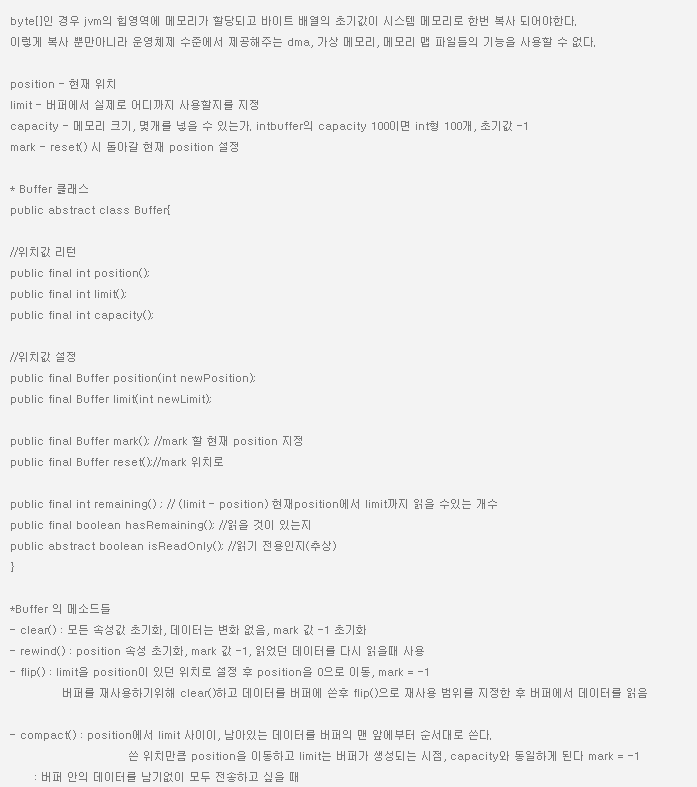 byte[]인 경우 jvm의 힙영역에 메모리가 할당되고 바이트 배열의 초기값이 시스템 메모리로 한번 복사 되어야한다.
이렇게 복사 뿐만아니라 운영체제 수준에서 제공해주는 dma, 가상 메모리, 메모리 맵 파일들의 기능을 사용할 수 없다.
position - 현재 위치
limit - 버퍼에서 실제로 어디까지 사용할지를 지정
capacity - 메모리 크기, 몇개를 넣을 수 있는가. intbuffer의 capacity 100이면 int형 100개, 초기값 -1
mark - reset() 시 돌아갈 현재 position 설정
* Buffer 클래스
public abstract class Buffer{
//위치값 리턴
public final int position();
public final int limit();
public final int capacity();
//위치값 설정
public final Buffer position(int newPosition);
public final Buffer limit(int newLimit);
public final Buffer mark(); //mark 할 현재 position 지정
public final Buffer reset();//mark 위치로
public final int remaining() ; // (limit - position) 현재position에서 limit까지 읽을 수있는 개수
public final boolean hasRemaining(); //읽을 것이 있는지
public abstract boolean isReadOnly(); //읽기 전용인지(추상)
}
*Buffer 의 메소드들
- clear() : 모든 속성값 초기화, 데이터는 변화 없음, mark 값 -1 초기화
- rewind() : position 속성 초기화, mark 값 -1, 읽었던 데이터를 다시 읽을때 사용
- flip() : limit을 position이 있던 위치로 설정 후 position을 0으로 이동, mark = -1
버퍼를 재사용하기위해 clear()하고 데이터를 버퍼에 쓴후 flip()으로 재사용 범위를 지정한 후 버퍼에서 데이터를 읽음
- compact() : position에서 limit 사이이, 남아있는 데이터를 버퍼의 맨 앞에부터 순서대로 쓴다.
쓴 위치만큼 position을 이동하고 limit는 버퍼가 생성되는 시점, capacity와 동일하게 된다 mark = -1
: 버퍼 안의 데이터를 남기없이 모두 전송하고 싶을 때